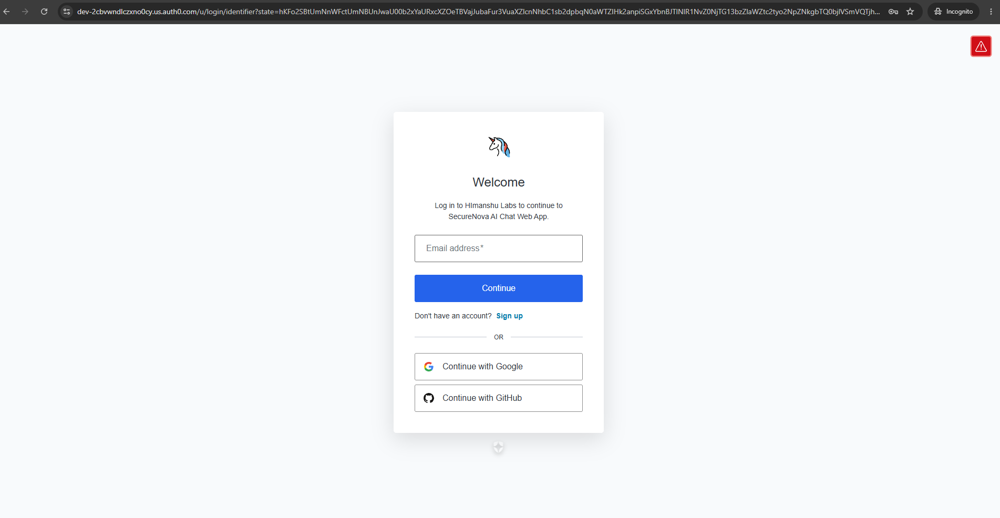 dev-2cbvwndlczxno0cy.us.auth0.com/u/login/identifier?state=hKFo2SBtUmNnWFctUmNBUnJwaU00b2xYaURxcXZOeTBVajJubaFur3VuaXZlcnNhbC1sb2dpbqN0aWTZIHk2anpiSGxYbnBJTlNlR1NvZ0NjTG13bzZlaWZtc2tyo2NpZNkgbTQ0bjlVSmVQTjh...
Incognito
Welcome
Log in to HImanshu Labs to continue to
SecureNova AI Chat Web App.
Email address*
Continue
Don't have an account? Sign up
OR
Continue with Google
Continue with GitHub